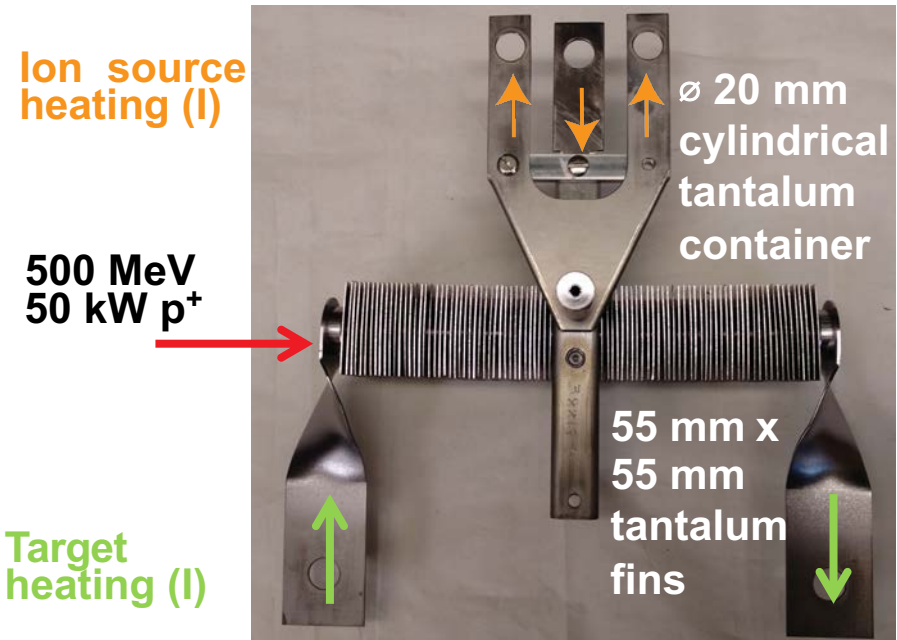 Ion source
heating (I)
ø 20 mm
cylindrical
tantalum
container
500 MeV
50 kW p⁺
55 mm x
55 mm
tantalum
fins
Target
heating (I)